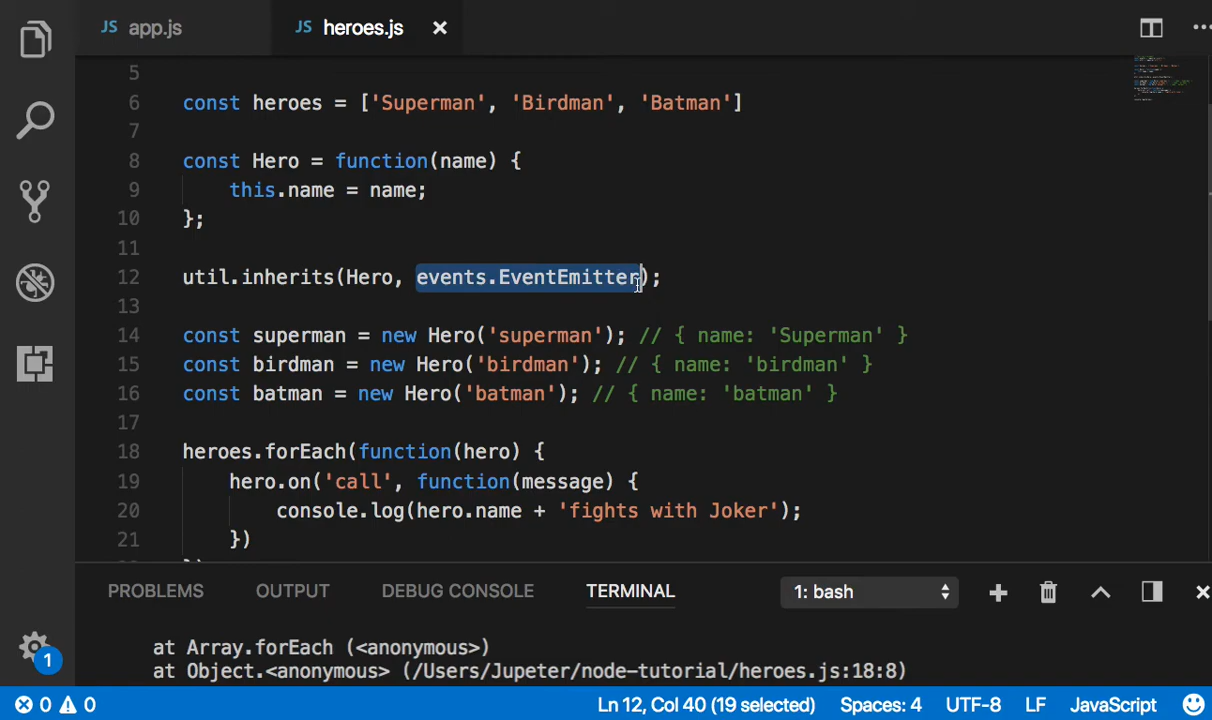 JS app.js JS heroes.js ×
5
6 const heroes = ['Superman', 'Birdman', 'Batman']
7
8 const Hero = function(name) {
9 this.name = name;
10 };
11
12 util.inherits(Hero, events.EventEmitter);
13
14 const superman = new Hero('superman'); // { name: 'Superman' }
15 const birdman = new Hero('birdman'); // { name: 'birdman' }
16 const batman = new Hero('batman'); // { name: 'batman' }
17
18 heroes.forEach(function(hero) {
19 hero.on('call', function(message) {
20 console.log(hero.name + 'fights with Joker');
21 })
PROBLEMS OUTPUT DEBUG CONSOLE TERMINAL 1: bash
at Array.forEach (<anonymous>)
at Object.<anonymous> (/Users/Jupeter/node-tutorial/heroes.js:18:8)
1
0 0 Ln 12, Col 40 (19 selected) Spaces: 4 UTF-8 LF JavaScript